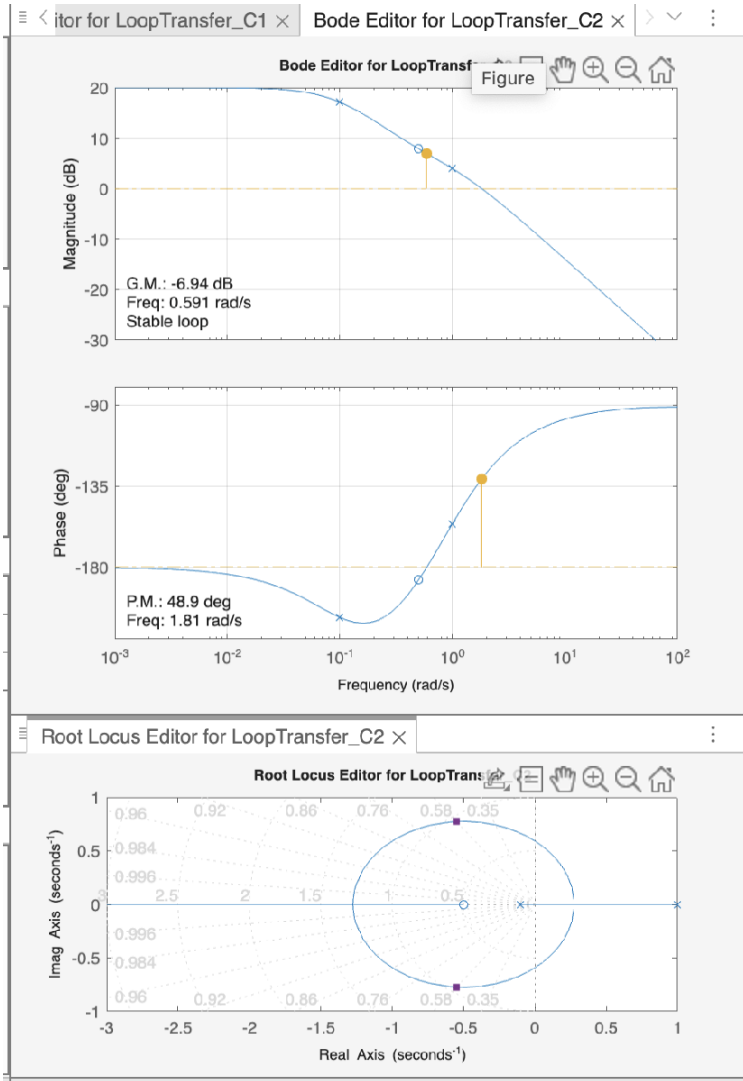 itor for LoopTransfer_C1 ×
Bode Editor for LoopTransfer_C2 ×
Bode Editor for LoopTransf
Figure
Magnitude (dB)
20
10
0
-10
-20
-30
G.M.: -6.94 dB
Freq: 0.591 rad/s
Stable loop
Phase (deg)
-90
-135
-180
P.M.: 48.9 deg
Freq: 1.81 rad/s
10⁻³ 10⁻² 10⁻¹ 10⁰ 10¹ 10²
Frequency (rad/s)
Root Locus Editor for LoopTransfer_C2 ×
Root Locus Editor for LoopTransfer_C2
Imag Axis (seconds⁻¹)
1
0.5
0
-0.5
-1
0.96 0.92 0.86 0.76 0.58 0.35
0.984
0.996
3 2.5 2 1.5 1 0.5
0.996
0.984
0.96 0.92 0.86 0.76 0.58 0.35
-3 -2.5 -2 -1.5 -1 -0.5 0 0.5 1
Real Axis (seconds⁻¹)